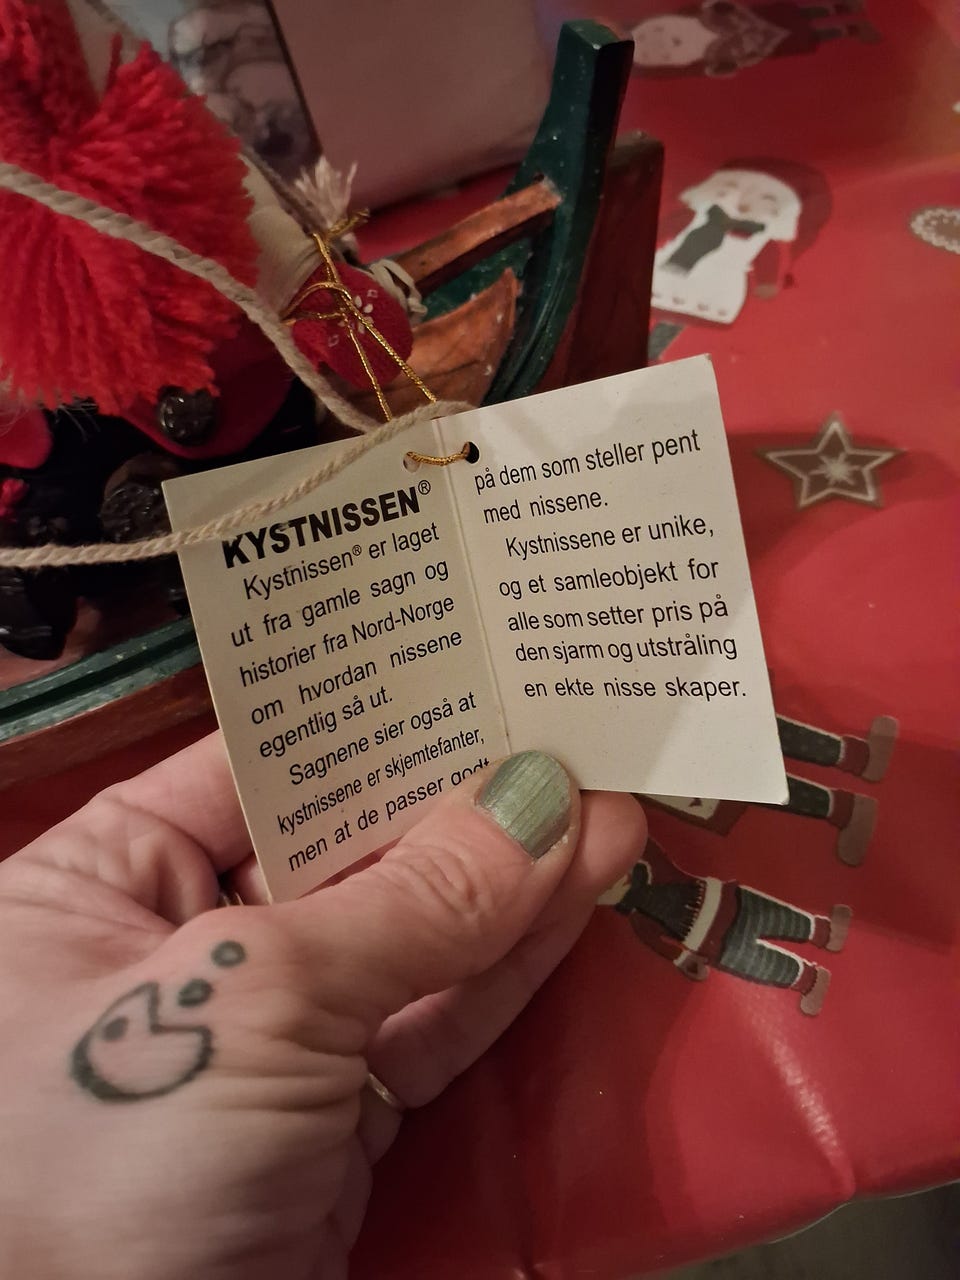 KYSTNISSEN®
Kystnissen® er laget
ut fra gamle sagn og
historier fra Nord-Norge
om hvordan nissene
egentlig så ut.
Sagnene sier også at
kystnissene er skjemtefanter,
men at de passer godt
på dem som steller pent
med nissene.
Kystnissene er unike,
og et samleobjekt for
alle som setter pris på
den sjarm og utstråling
en ekte nisse skaper.